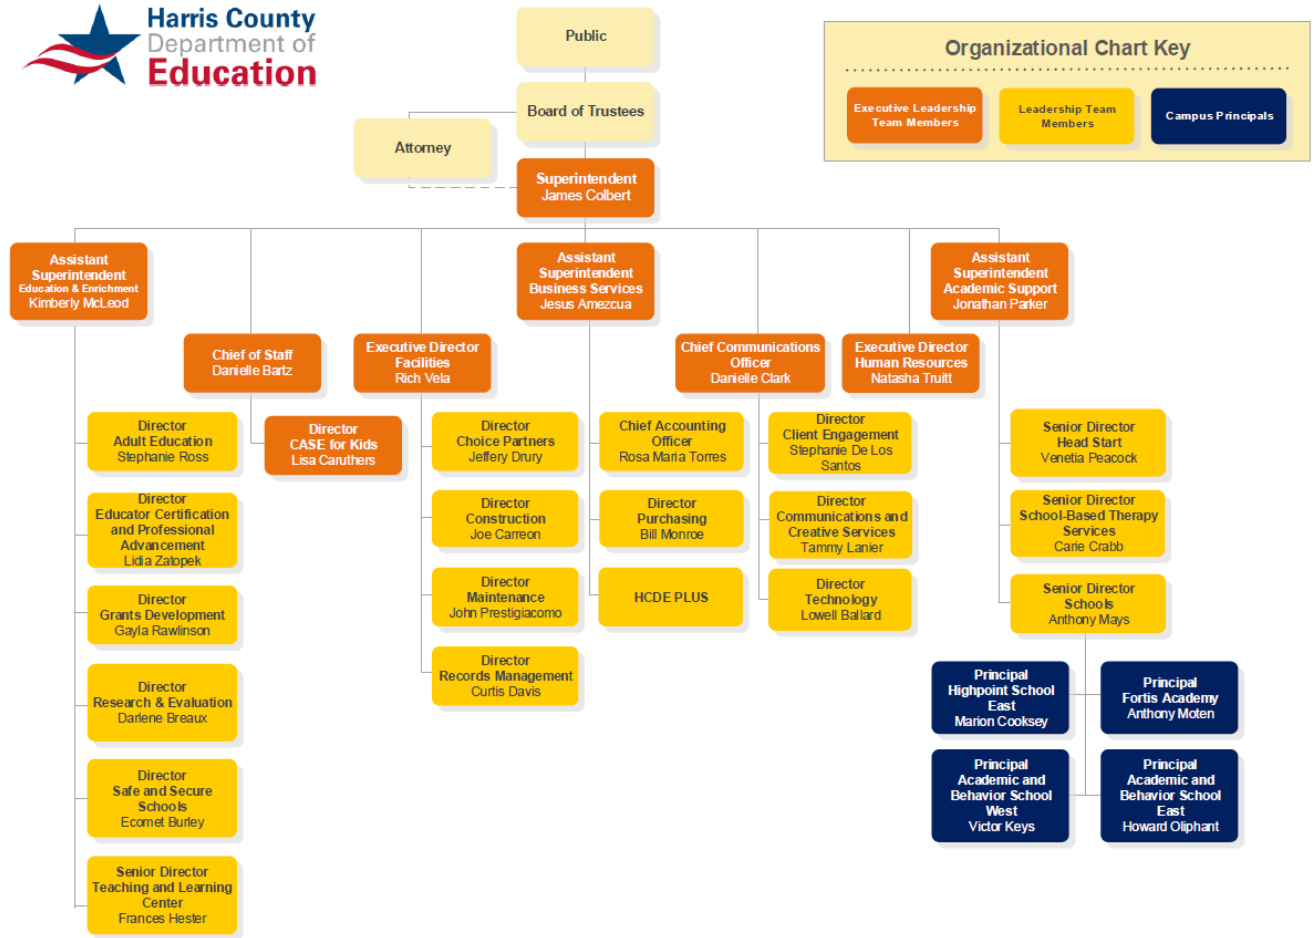 Harris County
Department of
Education
Public
Board of Trustees
Attorney
Superintendent
James Colbert
Organizational Chart Key
Executive Leadership
Team Members
Leadership Team
Members
Campus Principals
Assistant
Superintendent
Education & Enrichment
Kimberly McLeod
Assistant
Superintendent
Business Services
Jesus Amezcua
Assistant
Superintendent
Academic Support
Jonathan Parker
Chief of Staff
Danielle Bartz
Executive Director
Facilities
Rich Vela
Chief Communications
Officer
Danielle Clark
Executive Director
Human Resources
Natasha Truitt
Director
Adult Education
Stephanie Ross
Director
Educator Certification
and Professional
Advancement
Lidia Zatopek
Director
Grants Development
Gayla Rawlinson
Director
Research & Evaluation
Darlene Breaux
Director
Safe and Secure
Schools
Ecomet Burley
Senior Director
Teaching and Learning
Center
Frances Hester
Director
CASE for Kids
Lisa Caruthers
Director
Choice Partners
Jeffery Drury
Director
Construction
Joe Carreon
Director
Maintenance
John Prestigiacomo
Director
Records Management
Curtis Davis
Chief Accounting
Officer
Rosa Maria Torres
Director
Purchasing
Bill Monroe
HCDE PLUS
Director
Client Engagement
Stephanie De Los
Santos
Director
Communications and
Creative Services
Tammy Lanier
Director
Technology
Lowell Ballard
Senior Director
Head Start
Venetia Peacock
Senior Director
School-Based Therapy
Services
Carie Crabb
Senior Director
Schools
Anthony Mays
Principal
Highpoint School
East
Marion Cooksey
Principal
Fortis Academy
Anthony Moten
Principal
Academic and
Behavior School
West
Victor Keys
Principal
Academic and
Behavior School
East
Howard Oliphant